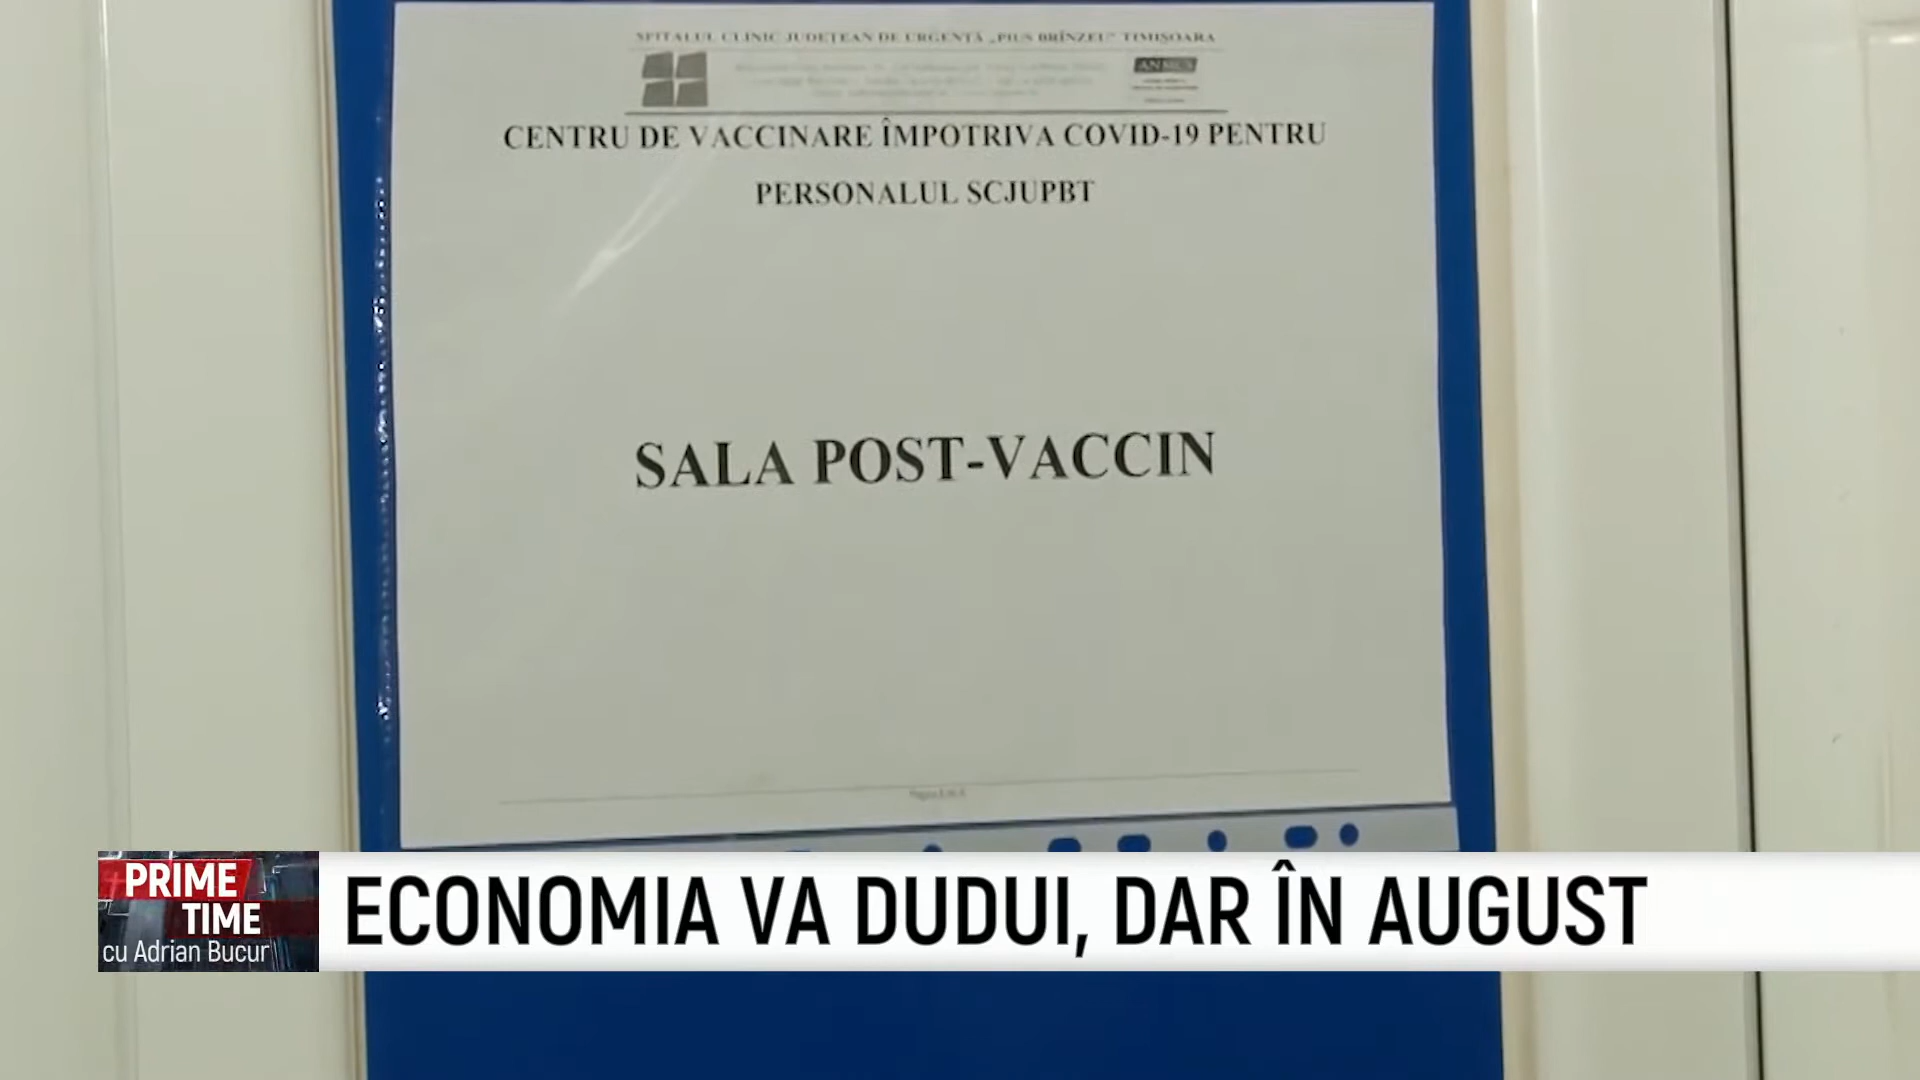 SPITALUL CLINIC JUDEȚEAN DE URGENȚĂ „PIUS BRÎNZEU” TIMIȘOARA
ANMCS
CENTRU DE VACCINARE ÎMPOTRIVA COVID-19 PENTRU
PERSONALUL SCJUPBT
SALA POST-VACCIN
PRIME
TIME
cu Adrian Bucur
ECONOMIA VA DUDUI, DAR ÎN AUGUST